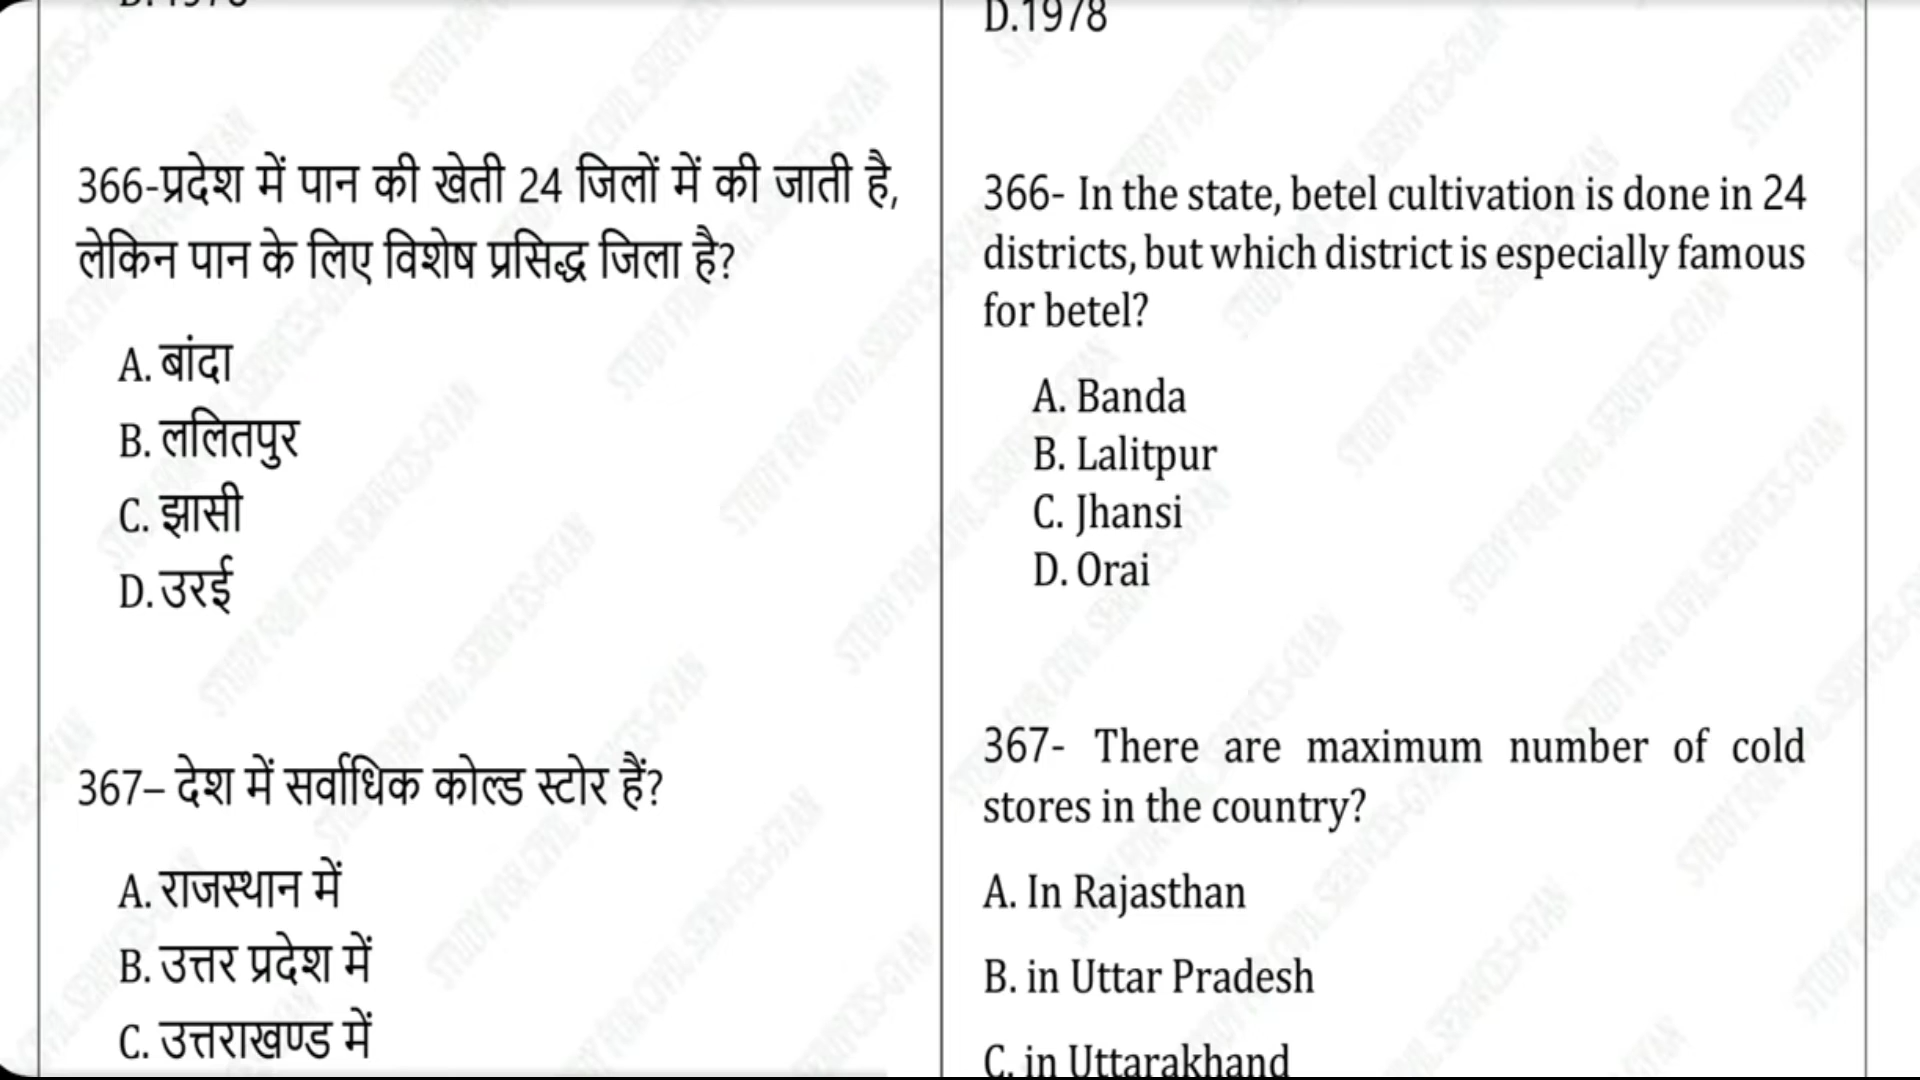 366-प्रदेश में पान की खेती 24 जिलों में की जाती है,
लेकिन पान के लिए विशेष प्रसिद्ध जिला है?
A. बांदा
B. ललितपुर
C. झासी
D. उरई
367– देश में सर्वाधिक कोल्ड स्टोर हैं?
A. राजस्थान में
B. उत्तर प्रदेश में
C. उत्तराखण्ड में
D.1978
366- In the state, betel cultivation is done in 24
districts, but which district is especially famous
for betel?
A. Banda
B. Lalitpur
C. Jhansi
D. Orai
367- There are maximum number of cold
stores in the country?
A. In Rajasthan
B. in Uttar Pradesh
C. in Uttarakhand